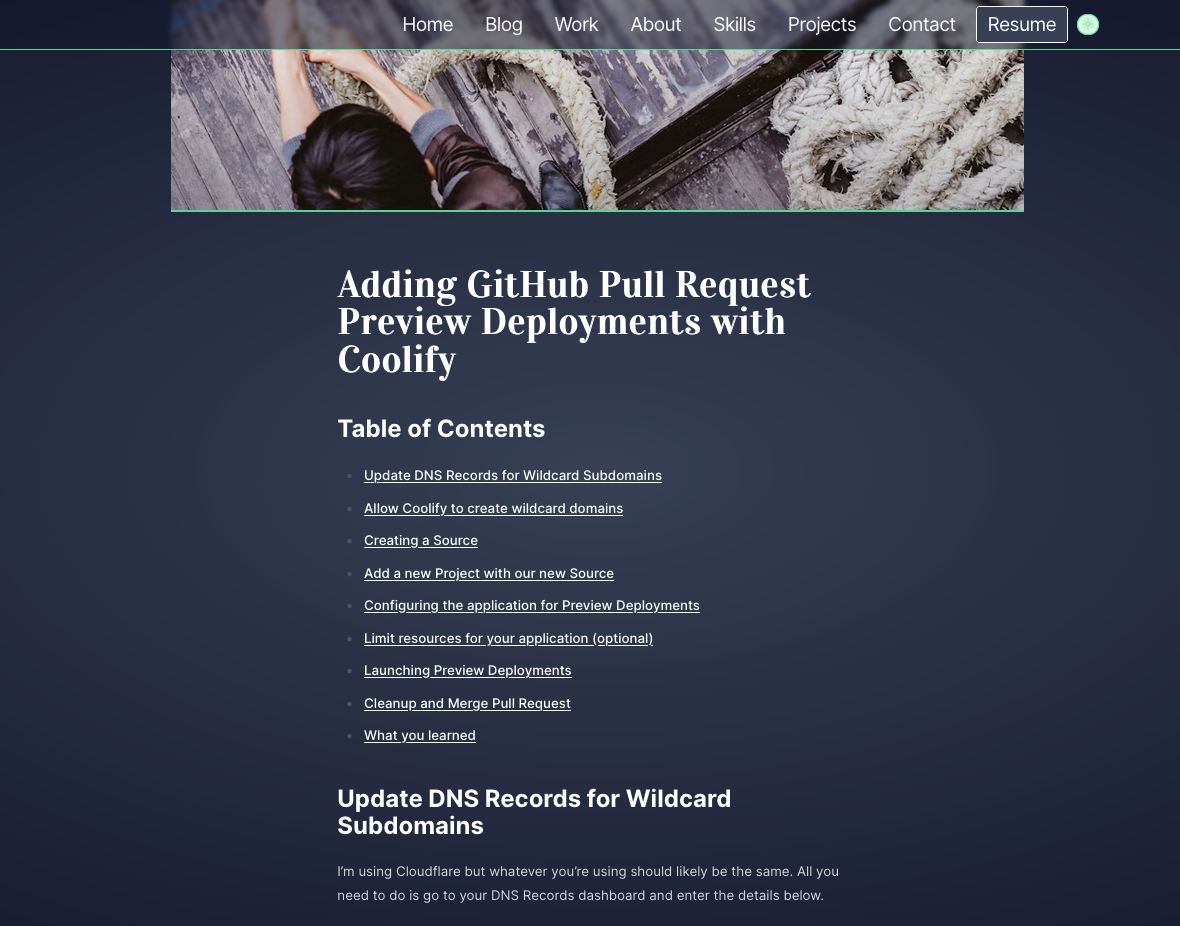 Home Blog Work About Skills Projects Contact Resume
Adding GitHub Pull Request
Preview Deployments with
Coolify
Table of Contents
Update DNS Records for Wildcard Subdomains
Allow Coolify to create wildcard domains
Creating a Source
Add a new Project with our new Source
Configuring the application for Preview Deployments
Limit resources for your application (optional)
Launching Preview Deployments
Cleanup and Merge Pull Request
What you learned
Update DNS Records for Wildcard
Subdomains
I’m using Cloudflare but whatever you’re using should likely be the same. All you
need to do is go to your DNS Records dashboard and enter the details below.